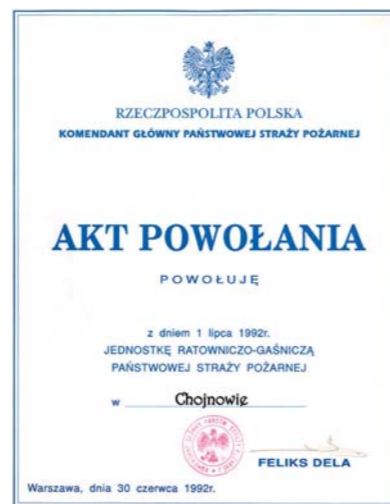 RZECZPOSPOLITA POLSKA
KOMENDANT GŁÓWNY PAŃSTWOWEJ STRAŻY POŻARNEJ
AKT POWOŁANIA
POWOŁUJĘ
z dniem 1 lipca 1992r.
JEDNOSTKĘ RATOWNICZO-GAŚNICZĄ
PAŃSTWOWEJ STRAŻY POŻARNEJ
w Chojnowie
FELIKS DELA
Warszawa, dnia 30 czerwca 1992r.